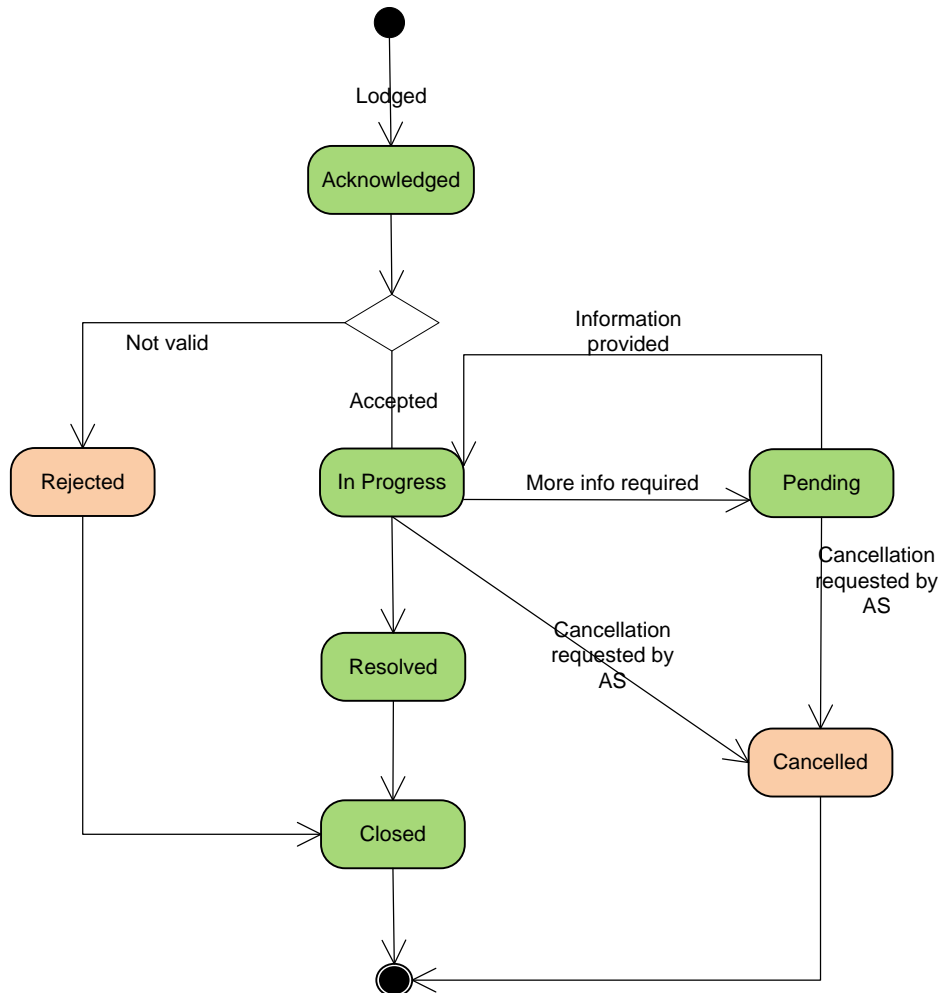 Lodged
Acknowledged
Not valid
Information
provided
Accepted
Rejected
In Progress
More info required
Pending
Cancellation
requested by
AS
Cancellation
requested by
AS
Resolved
Cancelled
Closed